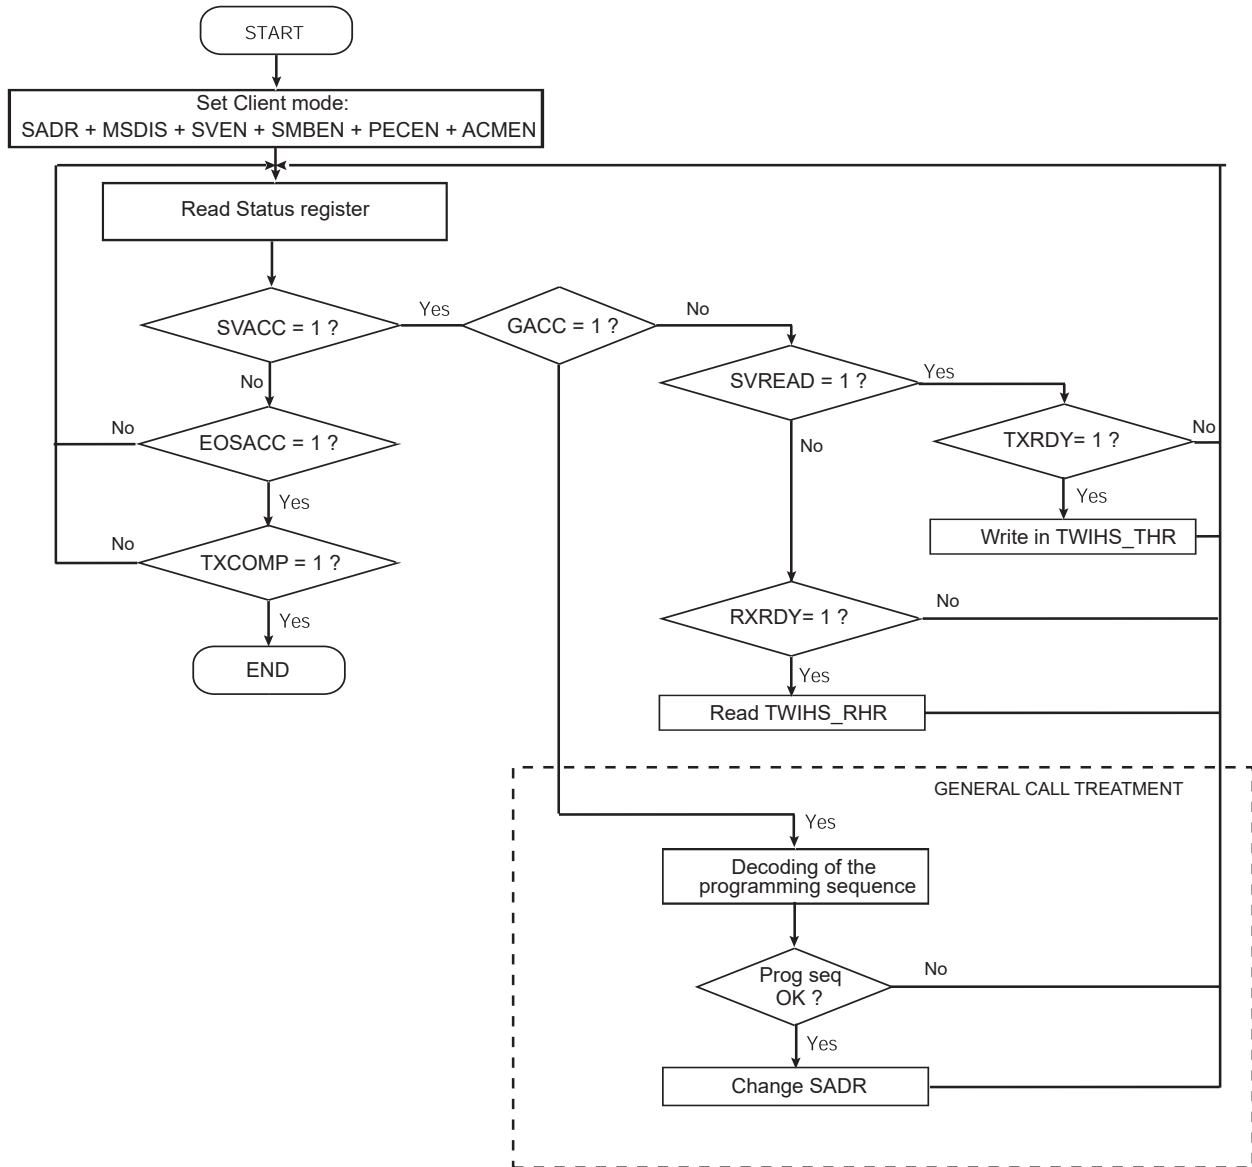 START
Set Client mode:
SADR + MSDIS + SVEN + SMBEN + PECEN + ACMEN
Read Status register
SVACC = 1 ?
Yes
GACC = 1 ?
No
SVREAD = 1 ?
Yes
No
EOSACC = 1 ?
No
TXRDY= 1 ?
No
No
Yes
Yes
Write in TWIHS_THR
TXCOMP = 1 ?
No
Yes
RXRDY= 1 ?
No
END
Yes
Read TWIHS_RHR
GENERAL CALL TREATMENT
Yes
Decoding of the
programming sequence
Prog seq
OK ?
No
Yes
Change SADR